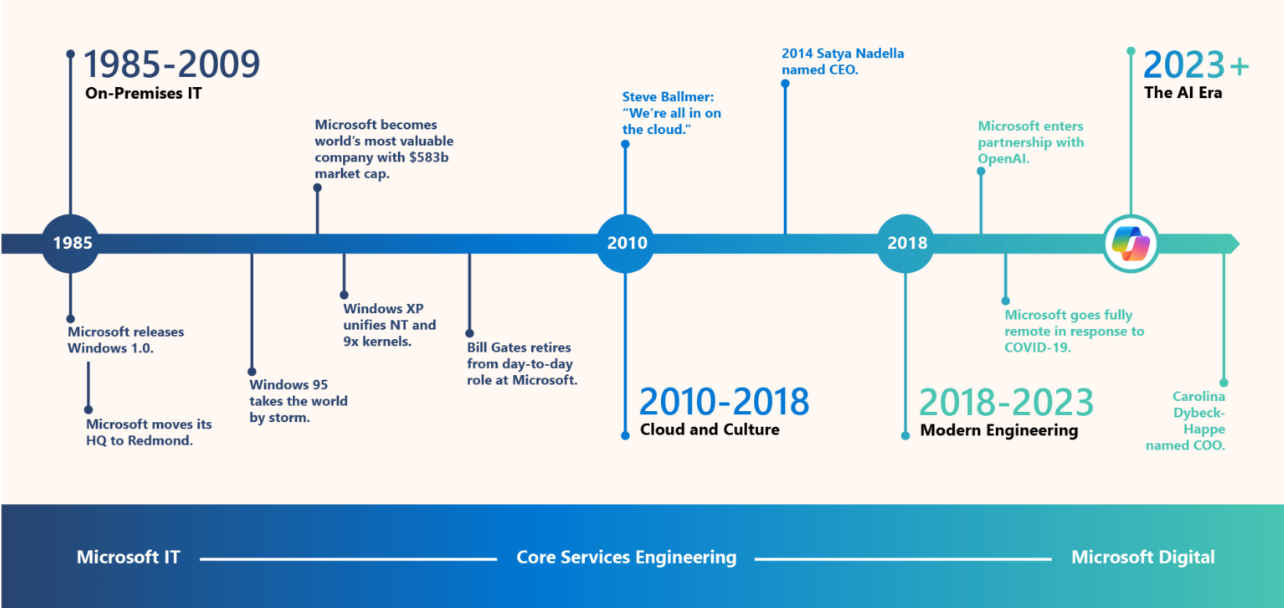 1985-2009
On-Premises IT
Microsoft becomes
world's most valuable
company with $583b
market cap.
Steve Ballmer:
“We're all in on
the cloud.”
2014 Satya Nadella
named CEO.
Microsoft enters
partnership with
OpenAI.
2023+
The AI Era
1985
2010
2018
Microsoft releases
Windows 1.0.
Microsoft moves its
HQ to Redmond.
Windows 95
takes the world
by storm.
Windows XP
unifies NT and
9x kernels.
Bill Gates retires
from day-to-day
role at Microsoft.
2010-2018
Cloud and Culture
2018-2023
Modern Engineering
Microsoft goes fully
remote in response to
COVID-19.
Carolina
Dybeck-
Happe
named COO.
Microsoft IT
Core Services Engineering
Microsoft Digital